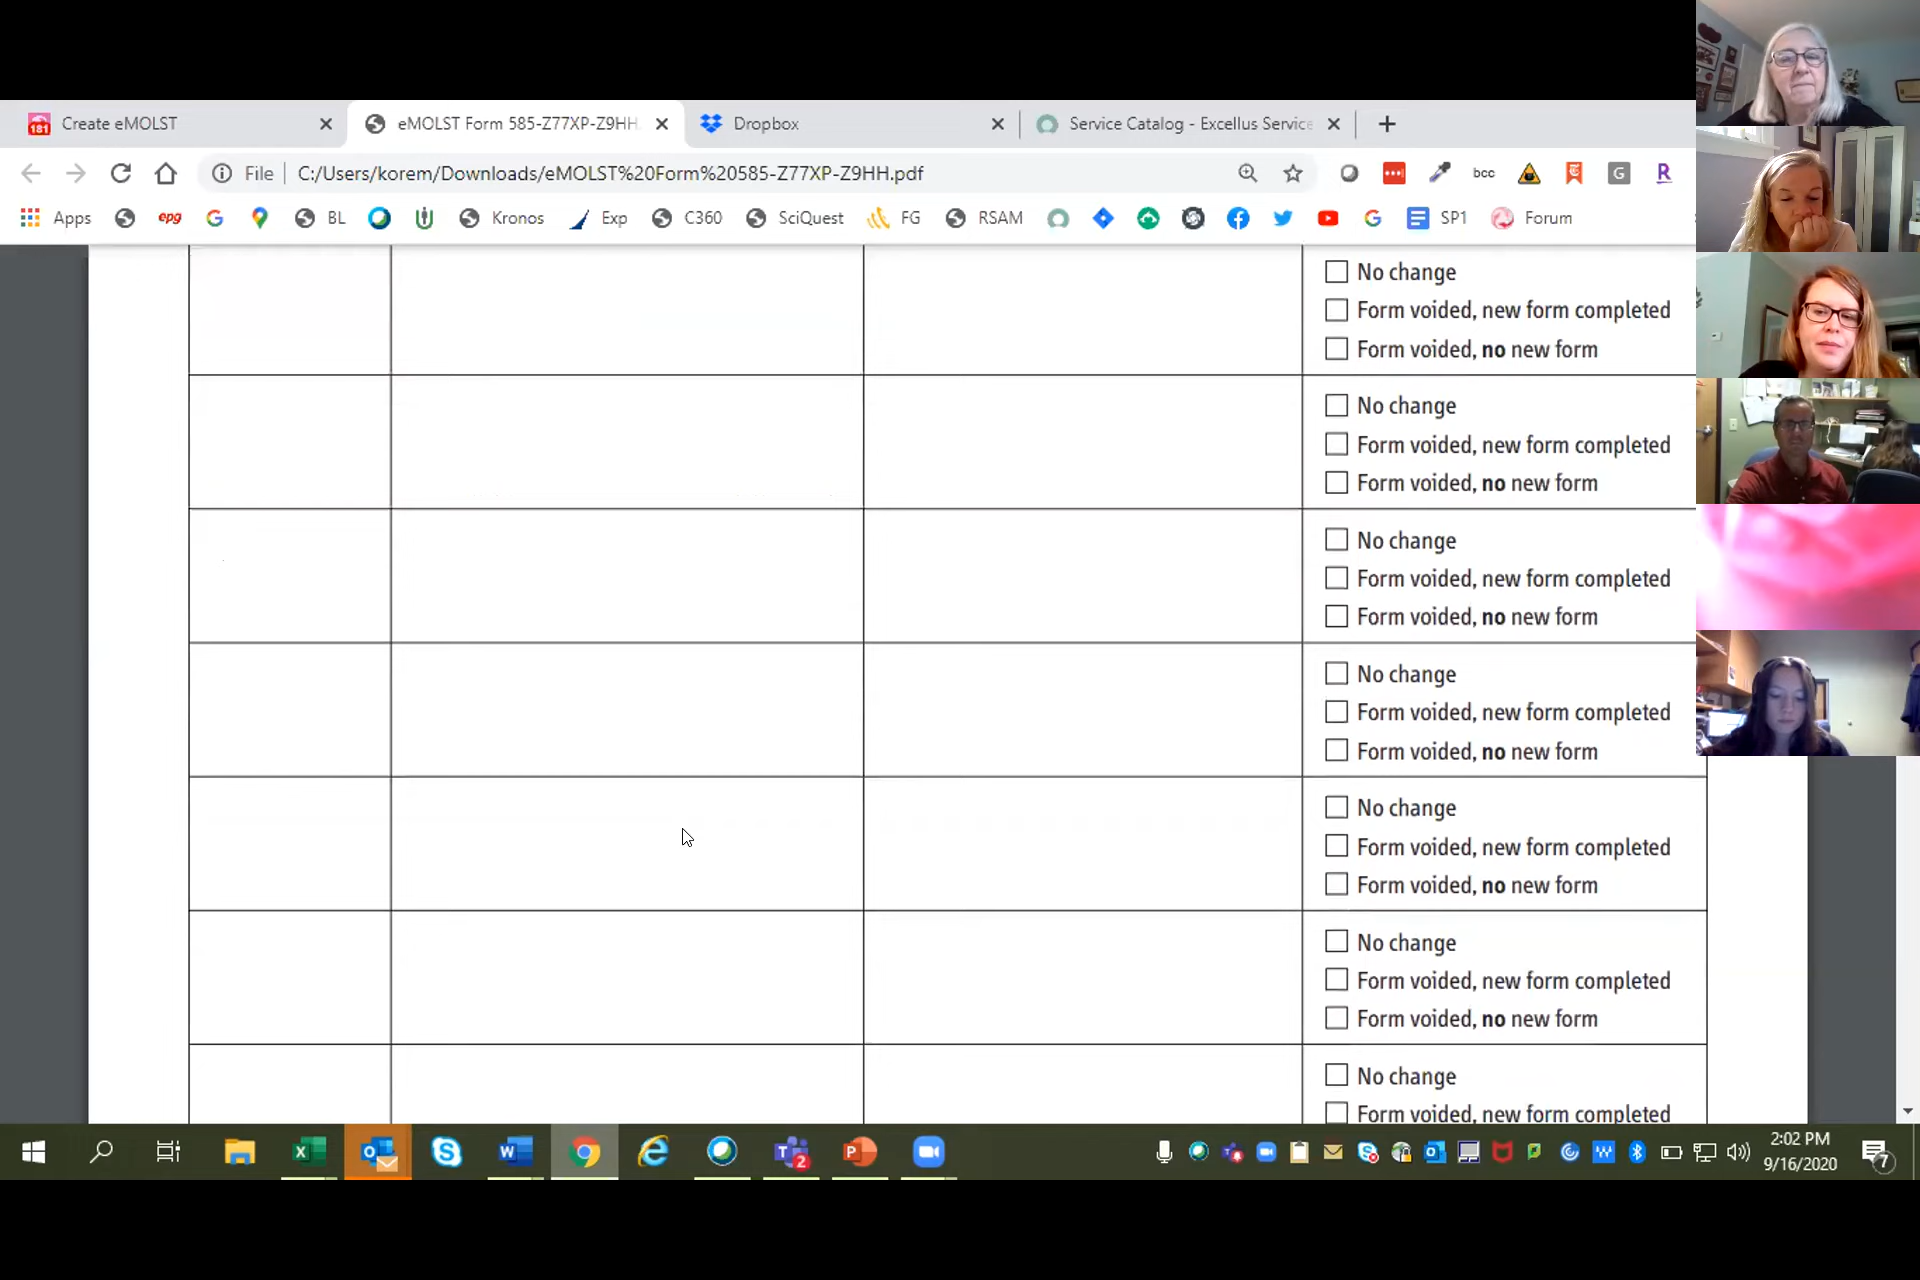 181 Create eMOLST
eMOLST Form 585-Z77XP-Z9HH
Dropbox
Service Catalog - Excellus Service
File C:/Users/korem/Downloads/eMOLST%20Form%20585-Z77XP-Z9HH.pdf bcc G R
Apps epg BL Kronos Exp C360 SciQuest FG RSAM SP1 Forum
No change
Form voided, new form completed
Form voided, no new form
No change
Form voided, new form completed
Form voided, no new form
No change
Form voided, new form completed
Form voided, no new form
No change
Form voided, new form completed
Form voided, no new form
No change
Form voided, new form completed
Form voided, no new form
No change
Form voided, new form completed
Form voided, no new form
No change
Form voided, new form completed
2:02 PM
9/16/2020
7
2